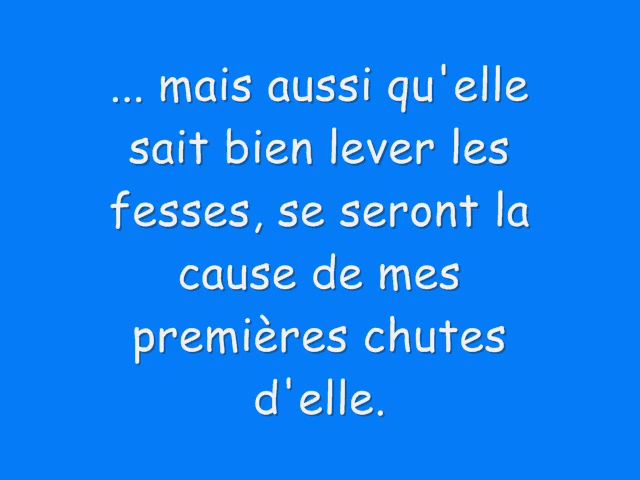 ... mais aussi qu'elle
sait bien lever les
fesses, se seront la
cause de mes
premières chutes
d'elle.